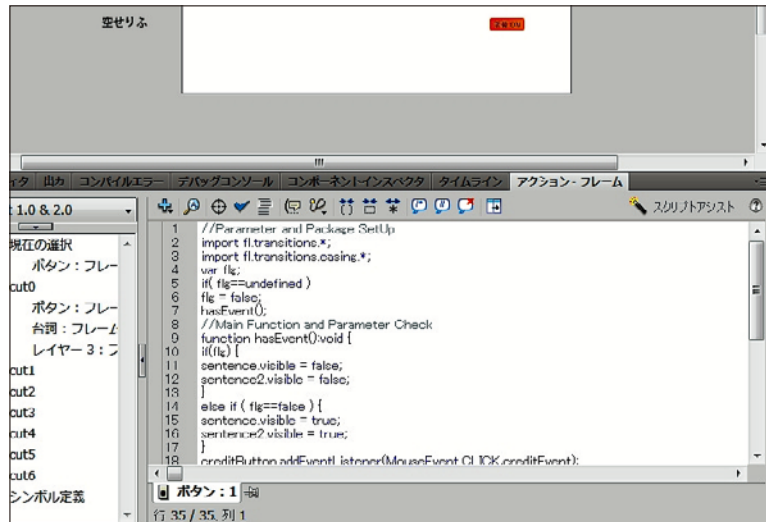 空せりふ
ィタ 出力 コンパイルエラー デバッグコンソール コンポーネントインスペクタ タイムライン アクション - フレーム
: 1.0 & 2.0
スクリプトアシスト
現在の選択
ボタン : フレー
cut0
ボタン : フレー
台詞 : フレーム
レイヤー 3 : フ
cut1
cut2
cut3
cut4
cut5
cut6
シンボル定義
1 //Parameter and Package SetUp
2 import fl.transitions.*;
3 import fl.transitions.easing.*;
4 var flg;
5 if( flg==undefined )
6 flg = false;
7 hasEvent();
8 //Main Function and Parameter Check
9 function hasEvent():void {
10 if(flg) {
11 sentence.visible = false;
12 sentence2.visible = false;
13 }
14 else if ( flg==false ) {
15 sentence.visible = true;
16 sentence2.visible = true;
17 }
18 creditButton.addEventListener(MouseEvent.CLICK,creditEvent);
ボタン : 1
行 35 / 35, 列 1